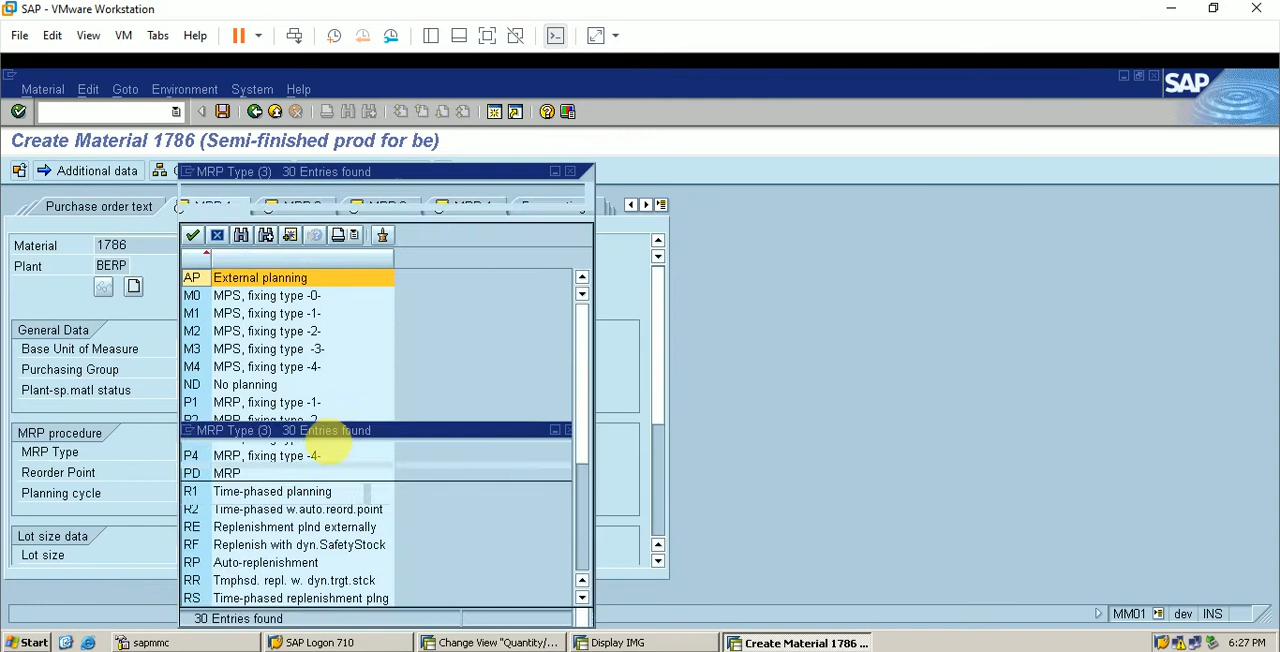 SAP - VMware Workstation
File Edit View VM Tabs Help
Material Edit Goto Environment System Help
SAP
Create Material 1786 (Semi-finished prod for be)
Additional data
MRP Type (3) 30 Entries found
Purchase order text
Material 1786
Plant BERP
General Data
Base Unit of Measure
Purchasing Group
Plant-sp.matl status
MRP procedure
MRP Type
Reorder Point
Planning cycle
Lot size data
Lot size
AP External planning
M0 MPS, fixing type -0-
M1 MPS, fixing type -1-
M2 MPS, fixing type -2-
M3 MPS, fixing type -3-
M4 MPS, fixing type -4-
ND No planning
P1 MRP, fixing type -1-
P2 MRP, fixing type -2-
MRP Type (3) 30 Entries found
P4 MRP, fixing type -4-
PD MRP
R1 Time-phased planning
R2 Time-phased w.auto.reord.point
RE Replenishment plnd externally
RF Replenish with dyn.SafetyStock
RP Auto-replenishment
RR Tmphsd. repl. w. dyn.trgt.stck
RS Time-phased replenishment plng
30 Entries found
MM01 dev INS
Start sapmmc SAP Logon 710 Change View "Quantity/... Display IMG Create Material 1786 ... 6:27 PM